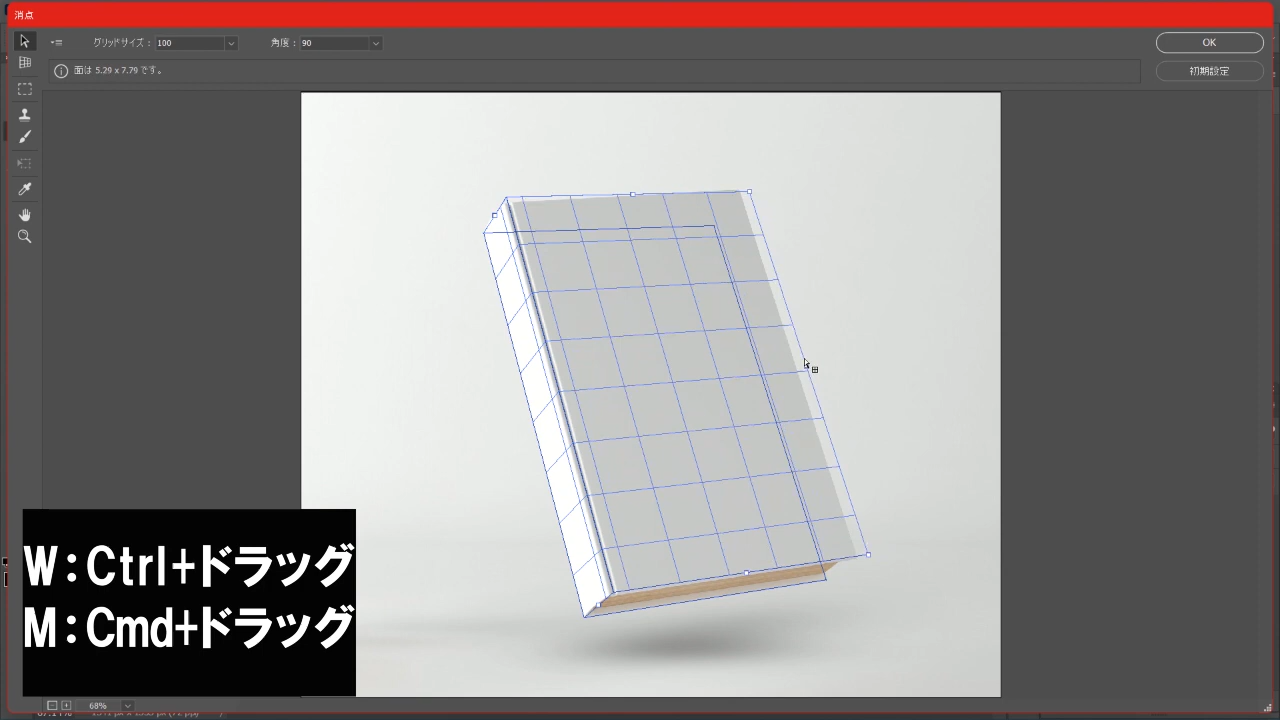 消点
グリッドサイズ： 100 角度： 90
OK
面は 5.29 x 7.79 です。
初期設定
W：Ctrl+ドラッグ
M：Cmd+ドラッグ
68%